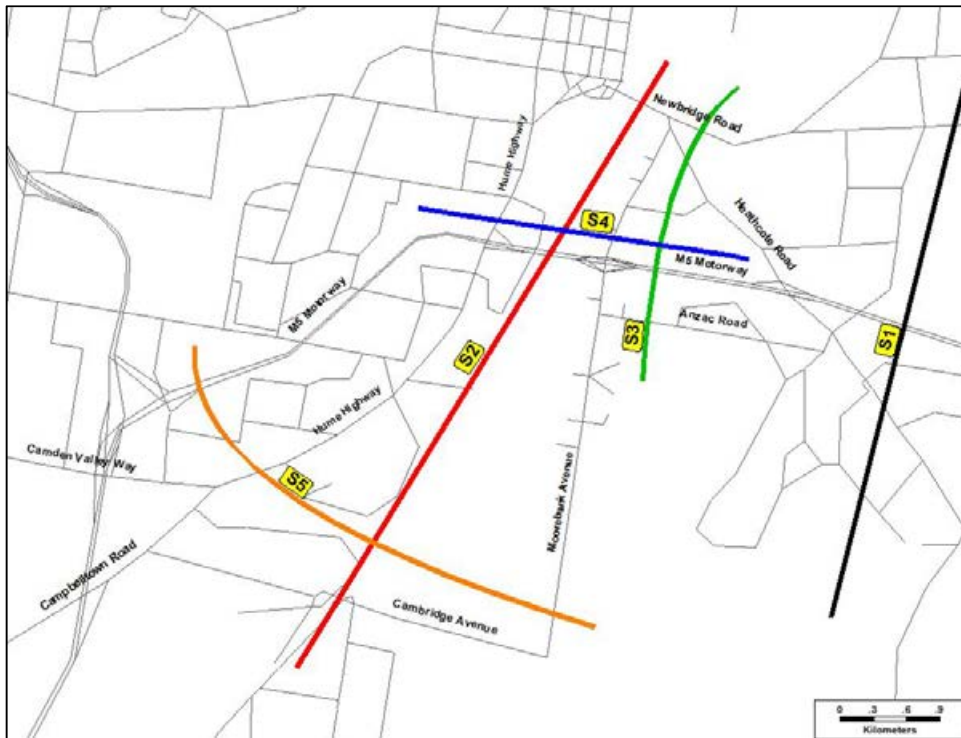 Newbridge Road
Hume Highway
Heathcote Road
S4
M5 Motorway
M5 Motorway
Anzac Road
S3
S1
S2
Hume Highway
Camden Valley Way
S5
Moorebank Avenue
Campbelltown Road
Cambridge Avenue
0 .3 .6 .9
Kilometers